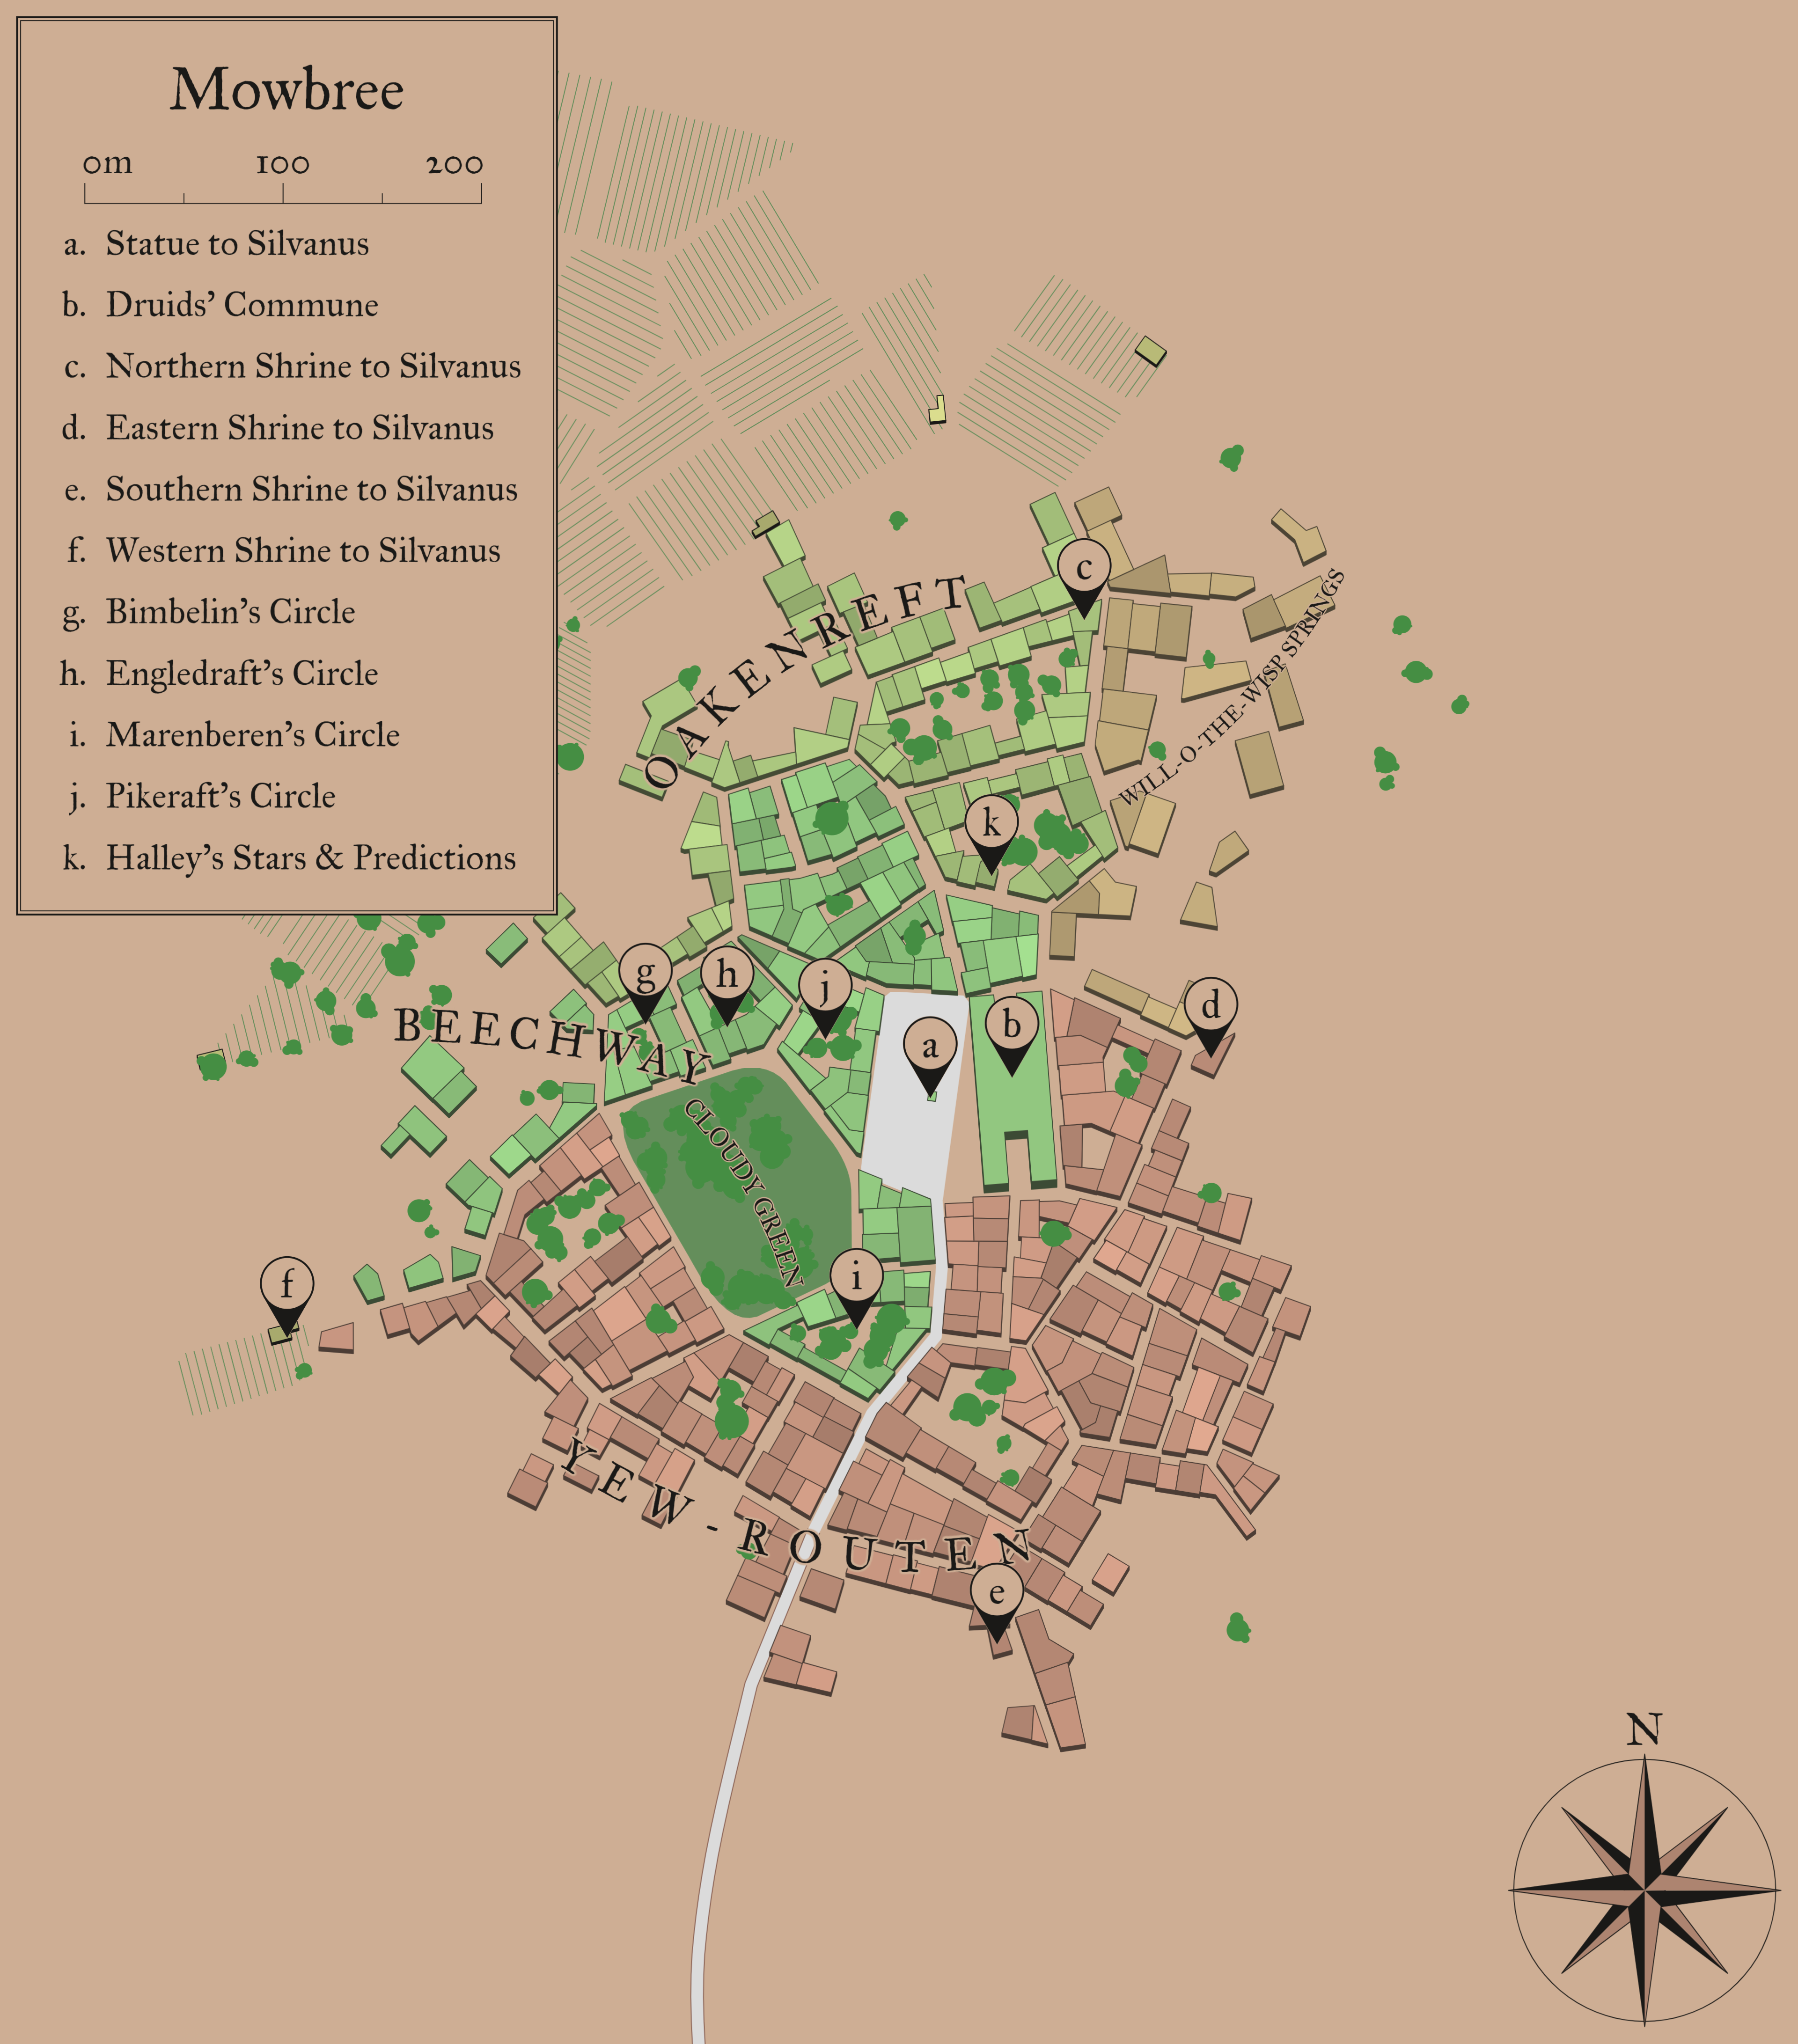 Mowbree
0m 100 200
a. Statue to Silvanus
b. Druids’ Commune
c. Northern Shrine to Silvanus
d. Eastern Shrine to Silvanus
e. Southern Shrine to Silvanus
f. Western Shrine to Silvanus
g. Bimbelin’s Circle
h. Engledraft’s Circle
i. Marenberen’s Circle
j. Pikeraft’s Circle
k. Halley’s Stars & Predictions
c
OAKENREFT
WILL-O-THE-WISP SPRINGS
k
g
h
j
d
b
a
BEECHWAY
CLOUDY GREEN
f
i
YEW-ROUTEN
e
N